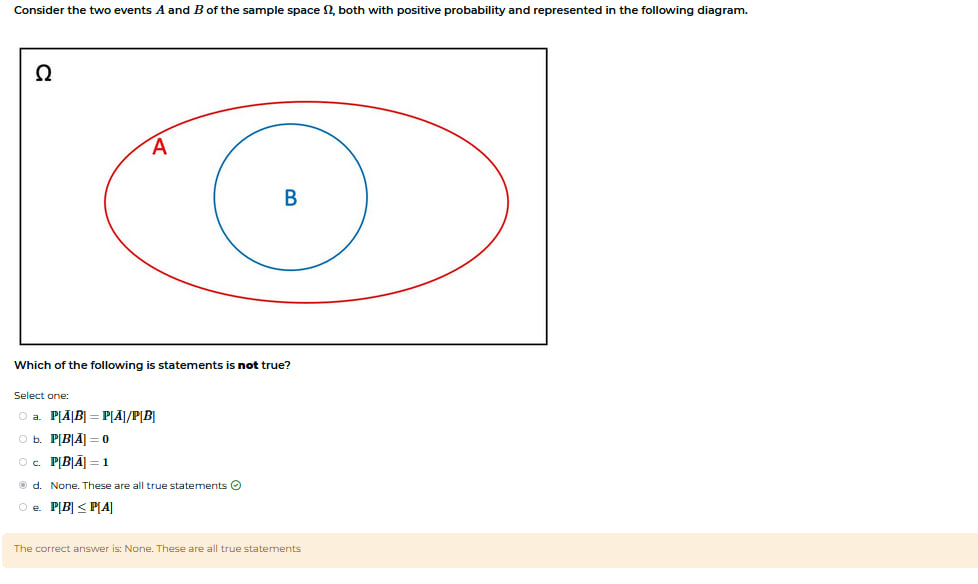 Consider the two events A and B of the sample space Ω, both with positive probability and represented in the following diagram.
Ω
A
B
Which of the following is statements is not true?
Select one:
a. ℙ[Ā|B̄] = ℙ[Ā]/ℙ[B̄]
b. ℙ[B|Ā] = 0
c. ℙ[B̄|Ā] = 1
d. None. These are all true statements
e. ℙ[B] ≤ ℙ[A]
The correct answer is: None. These are all true statements